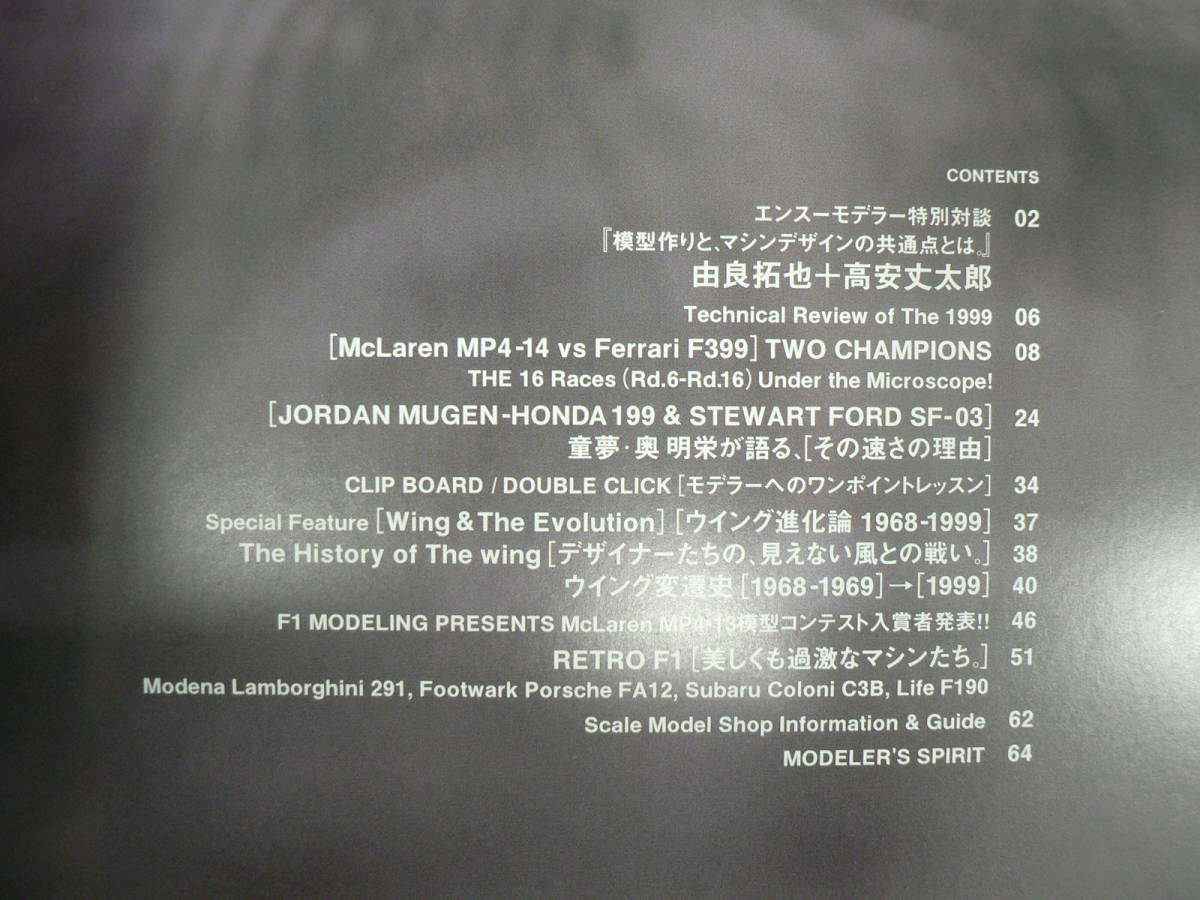 CONTENTS
エンスーモデラー特別対談 02
『模型作りと、マシンデザインの共通点とは。』
由良拓也＋高安丈太郎
Technical Review of The 1999 06
[McLaren MP4-14 vs Ferrari F399] TWO CHAMPIONS 08
THE 16 Races (Rd.6-Rd.16) Under the Microscope!
[JORDAN MUGEN-HONDA 199 & STEWART FORD SF-03] 24
童夢・奥 明栄が語る、[その速さの理由]
CLIP BOARD / DOUBLE CLICK [モデラーへのワンポイントレッスン] 34
Special Feature [Wing & The Evolution] [ウイング進化論 1968-1999] 37
The History of The wing [デザイナーたちの、見えない風との戦い。] 38
ウイング変遷史 [1968-1969]→[1999] 40
F1 MODELING PRESENTS McLaren MP4-13模型コンテスト入賞者発表!! 46
RETRO F1 [美しくも過激なマシンたち。] 51
Modena Lamborghini 291, Footwark Porsche FA12, Subaru Coloni C3B, Life F190
Scale Model Shop Information & Guide 62
MODELER'S SPIRIT 64